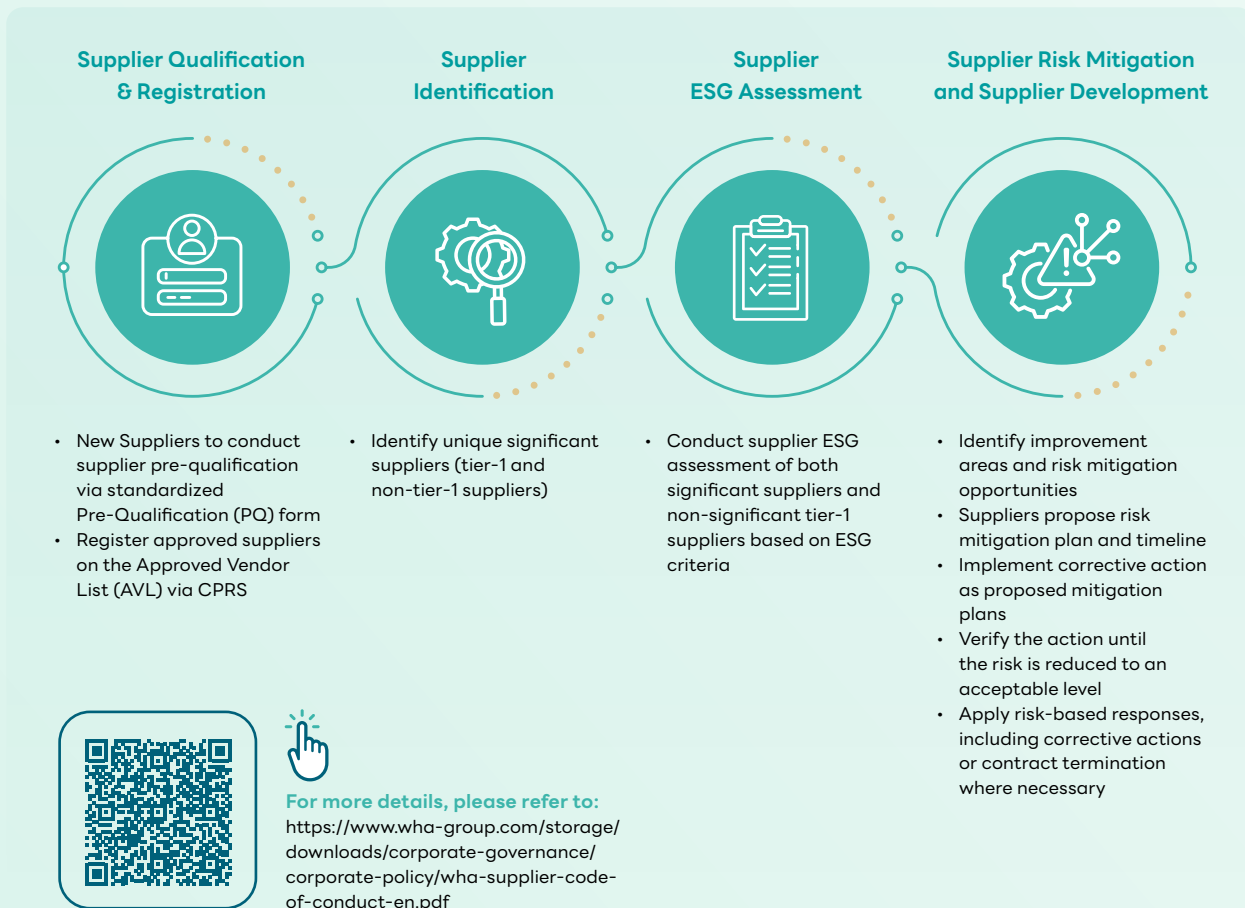 Supplier Qualification
& Registration
Supplier
Identification
Supplier
ESG Assessment
Supplier Risk Mitigation
and Supplier Development
• New Suppliers to conduct
supplier pre-qualification
via standardized
Pre-Qualification (PQ) form
• Register approved suppliers
on the Approved Vendor
List (AVL) via CPRS
• Identify unique significant
suppliers (tier-1 and
non-tier-1 suppliers)
• Conduct supplier ESG
assessment of both
significant suppliers and
non-significant tier-1
suppliers based on ESG
criteria
• Identify improvement
areas and risk mitigation
opportunities
• Suppliers propose risk
mitigation plan and timeline
• Implement corrective action
as proposed mitigation
plans
• Verify the action until
the risk is reduced to an
acceptable level
• Apply risk-based responses,
including corrective actions
or contract termination
where necessary
For more details, please refer to:
https://www.wha-group.com/storage/
downloads/corporate-governance/
corporate-policy/wha-supplier-code-
of-conduct-en.pdf